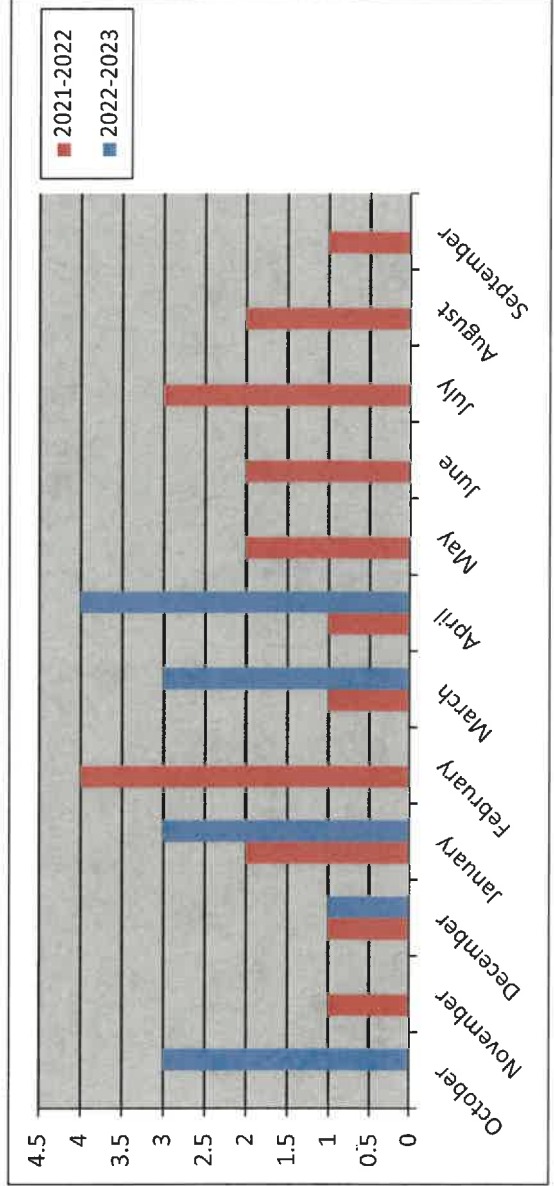 4.5
4
3.5
3
2.5
2
1.5
1
0.5
0
October
November
December
January
February
March
April
May
June
July
August
September
2021-2022
2022-2023